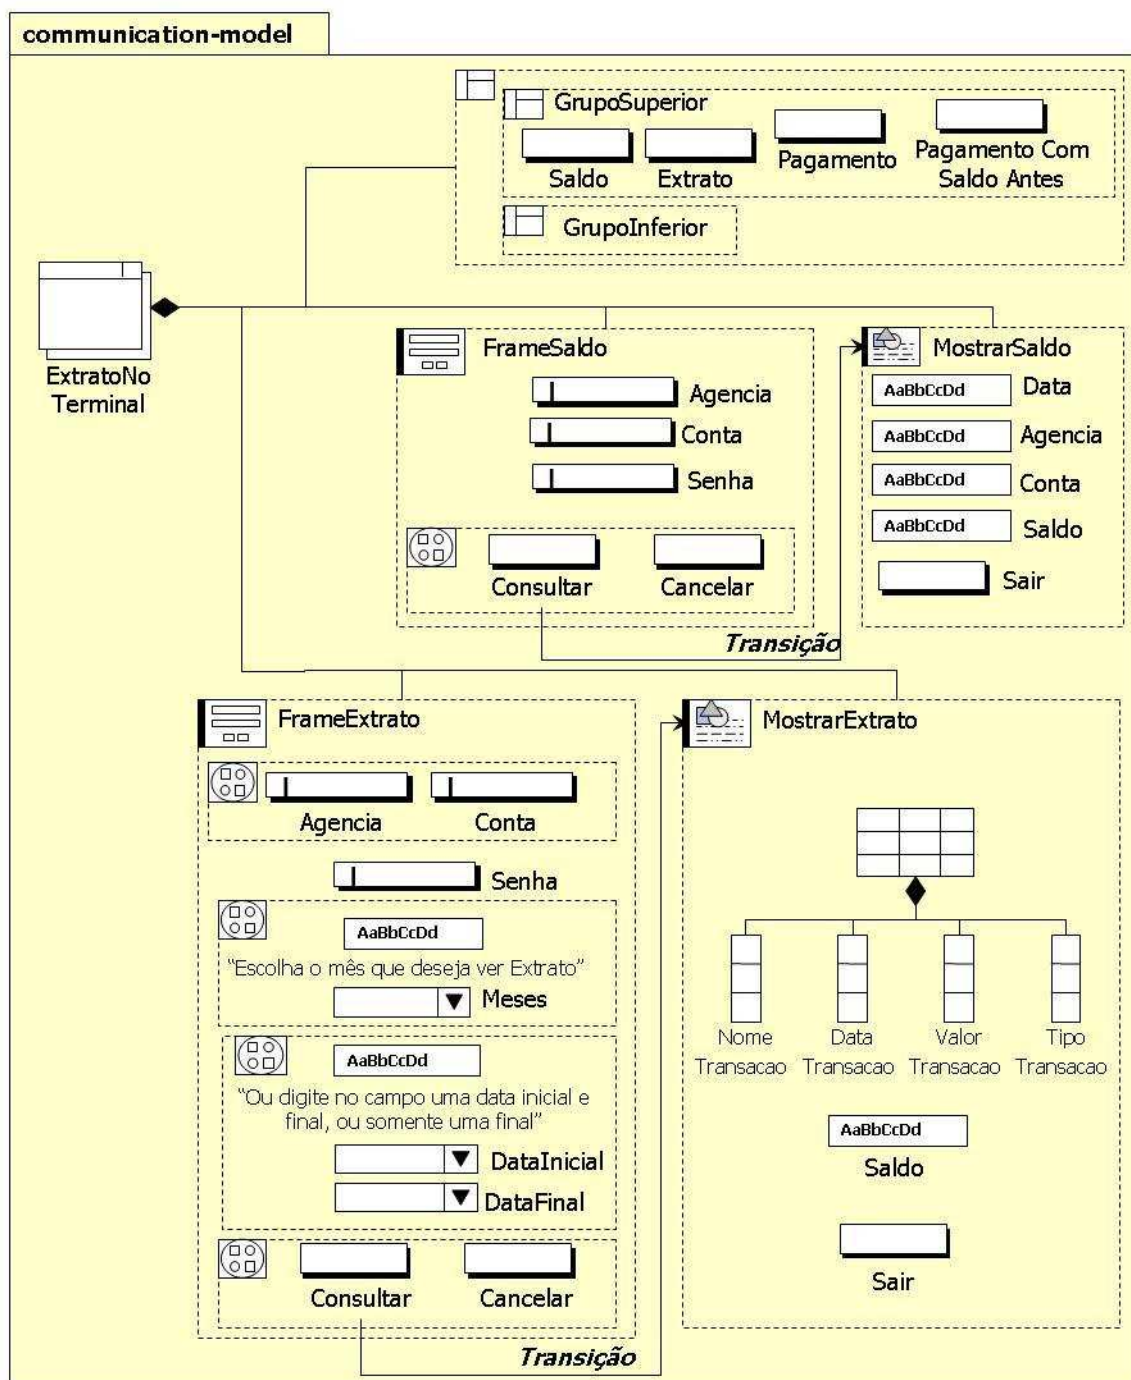 communication-model
GrupoSuperior
Saldo
Extrato
Pagamento
Pagamento Com
Saldo Antes
GrupoInferior
ExtratoNo
Terminal
FrameSaldo
Agencia
Conta
Senha
Consultar
Cancelar
MostrarSaldo
AaBbCcDd
Data
AaBbCcDd
Agencia
AaBbCcDd
Conta
AaBbCcDd
Saldo
Sair
Transição
FrameExtrato
Agencia
Conta
Senha
AaBbCcDd
“Escolha o mês que deseja ver Extrato”
Meses
AaBbCcDd
“Ou digite no campo uma data inicial e
final, ou somente uma final”
DataInicial
DataFinal
Consultar
Cancelar
Transição
MostrarExtrato
Nome
Transacao
Data
Transacao
Valor
Transacao
Tipo
Transacao
AaBbCcDd
Saldo
Sair